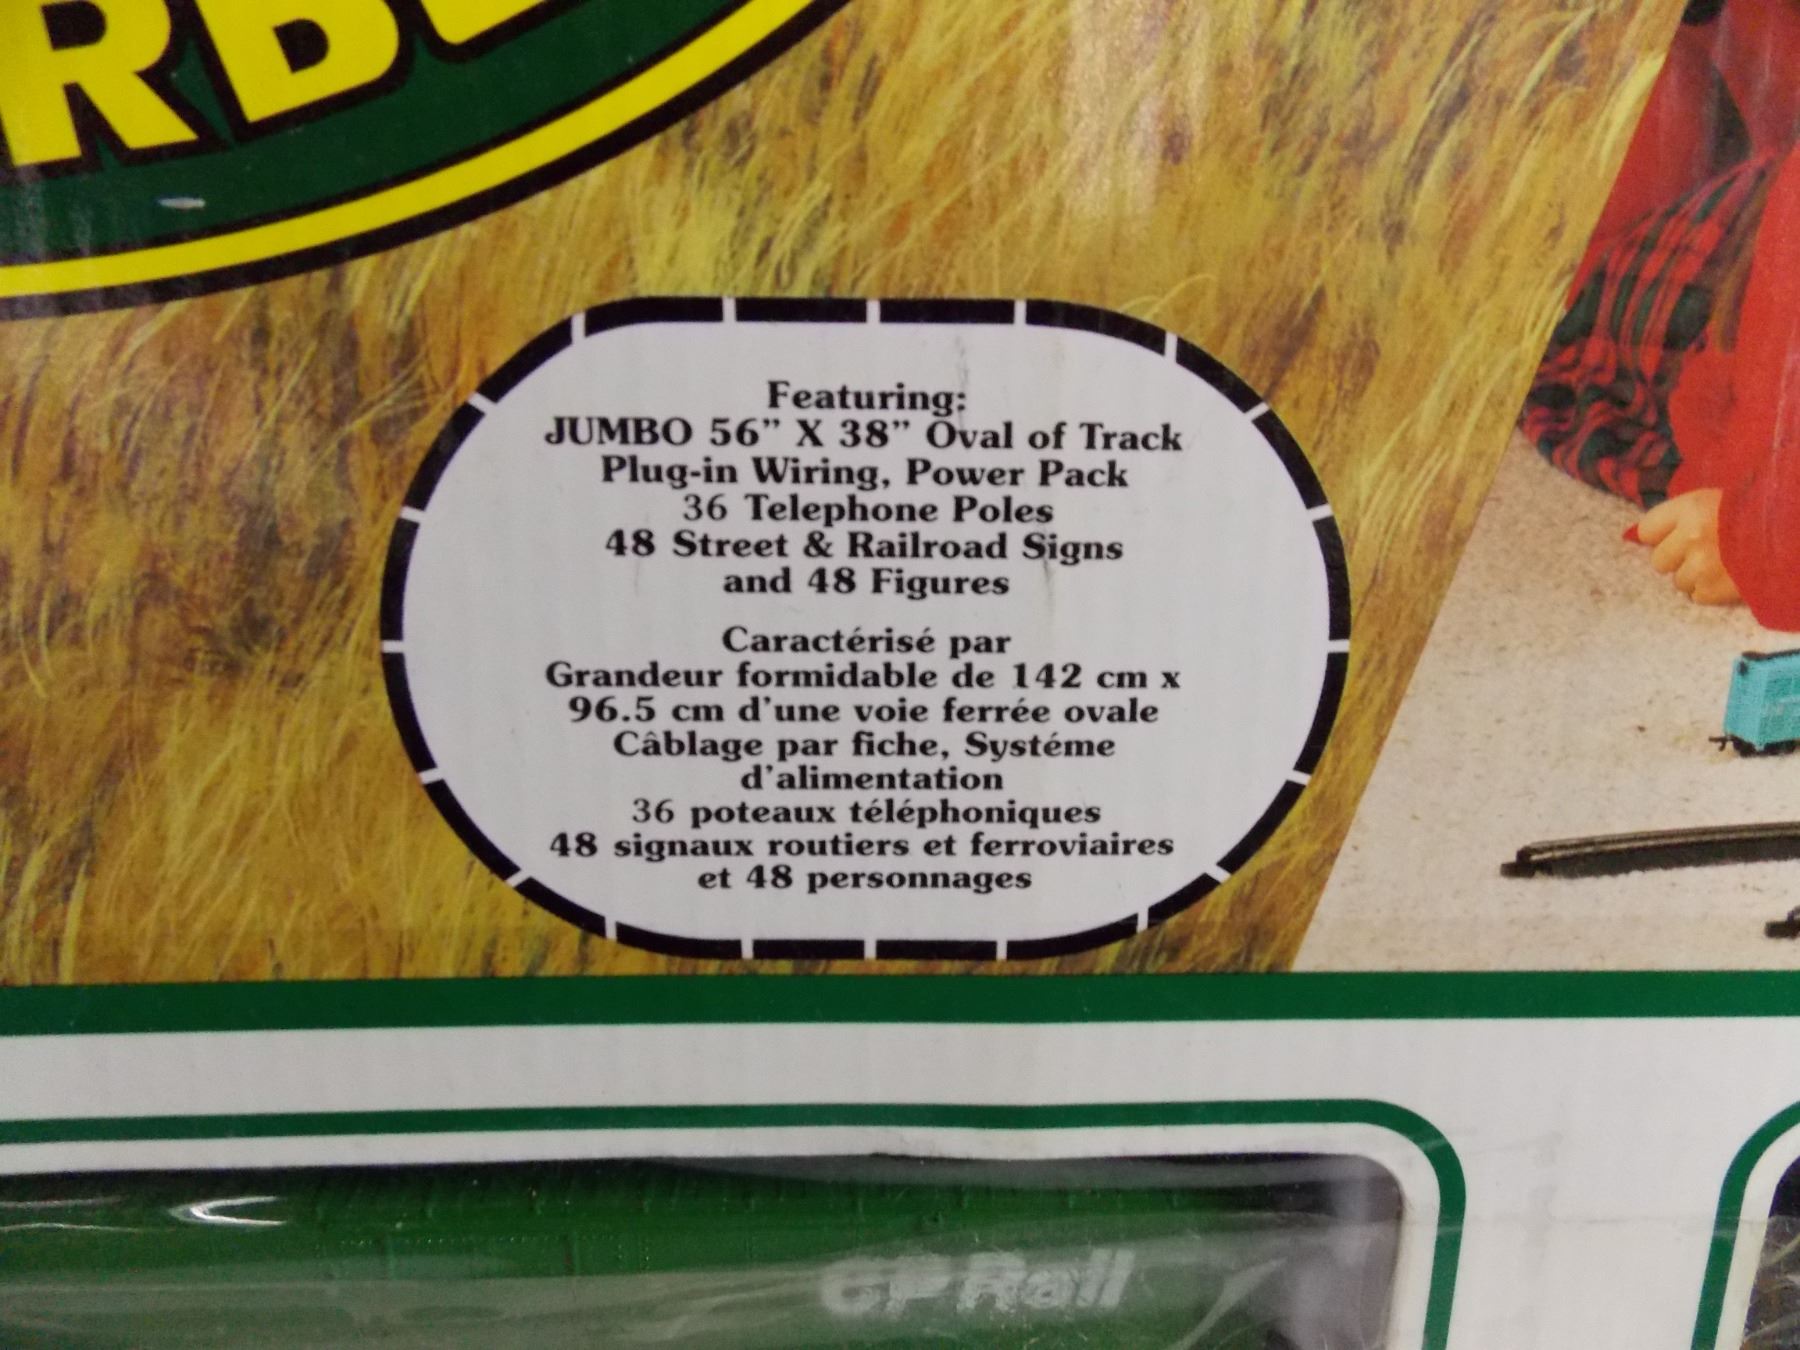 Featuring:
JUMBO 56” X 38” Oval of Track
Plug-in Wiring, Power Pack
36 Telephone Poles
48 Street & Railroad Signs
and 48 Figures
Caractérisé par
Grandeur formidable de 142 cm x
96.5 cm d'une voie ferrée ovale
Câblage par fiche, Systéme
d'alimentation
36 poteaux téléphoniques
48 signaux routiers et ferroviaires
et 48 personnages
CP Rail